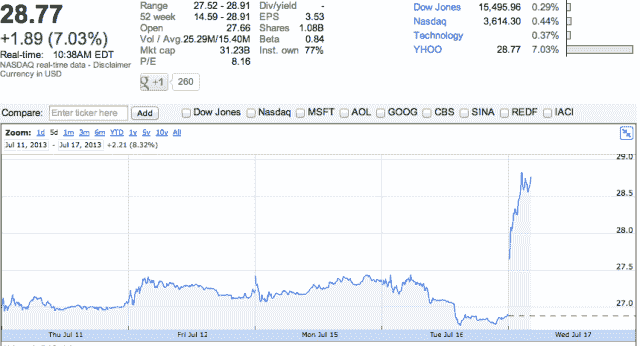 28.77
+1.89 (7.03%)
Real-time: 10:38AM EDT
NASDAQ real-time data - Disclaimer
Currency in USD
Range 27.52 - 28.91
52 week 14.59 - 28.91
Open 27.66
Vol / Avg. 25.29M/15.40M
Mkt cap 31.23B
P/E 8.16
Div/yield -
EPS 3.53
Shares 1.08B
Beta 0.84
Inst. own 77%
Dow Jones 15,495.96 0.29%
Nasdaq 3,614.30 0.44%
Technology 0.37%
YHOO 28.77 7.03%
g +1 260
Compare: Enter ticker here Add Dow Jones Nasdaq MSFT AOL GOOG CBS SINA REDF IACI
Zoom: 1d 5d 1m 3m 6m YTD 1y 5y 10y All
Jul 11, 2013 - Jul 17, 2013 +2.21 (8.32%)
29.0
28.5
28.0
27.5
27.0
Thu Jul 11 Fri Jul 12 Mon Jul 15 Tue Jul 16 Wed Jul 17